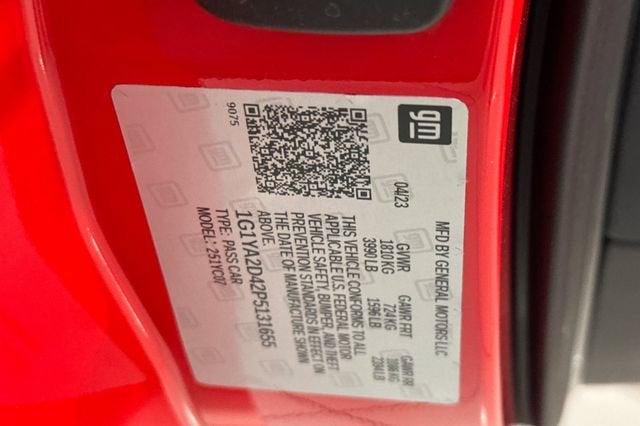 gm
MFD BY GENERAL MOTORS LLC
04/23 GVWR GAWR FRT GAWR RR
1810 KG 724 KG 1086 KG
3990 LB 1596 LB 2394 LB
THIS VEHICLE CONFORMS TO ALL
APPLICABLE U.S. FEDERAL MOTOR
VEHICLE SAFETY, BUMPER, AND THEFT
PREVENTION STANDARDS IN EFFECT ON
THE DATE OF MANUFACTURE SHOWN
ABOVE.
1G1YA2D42P5131655
TYPE: PASS CAR
MODEL: 251YC07
9075